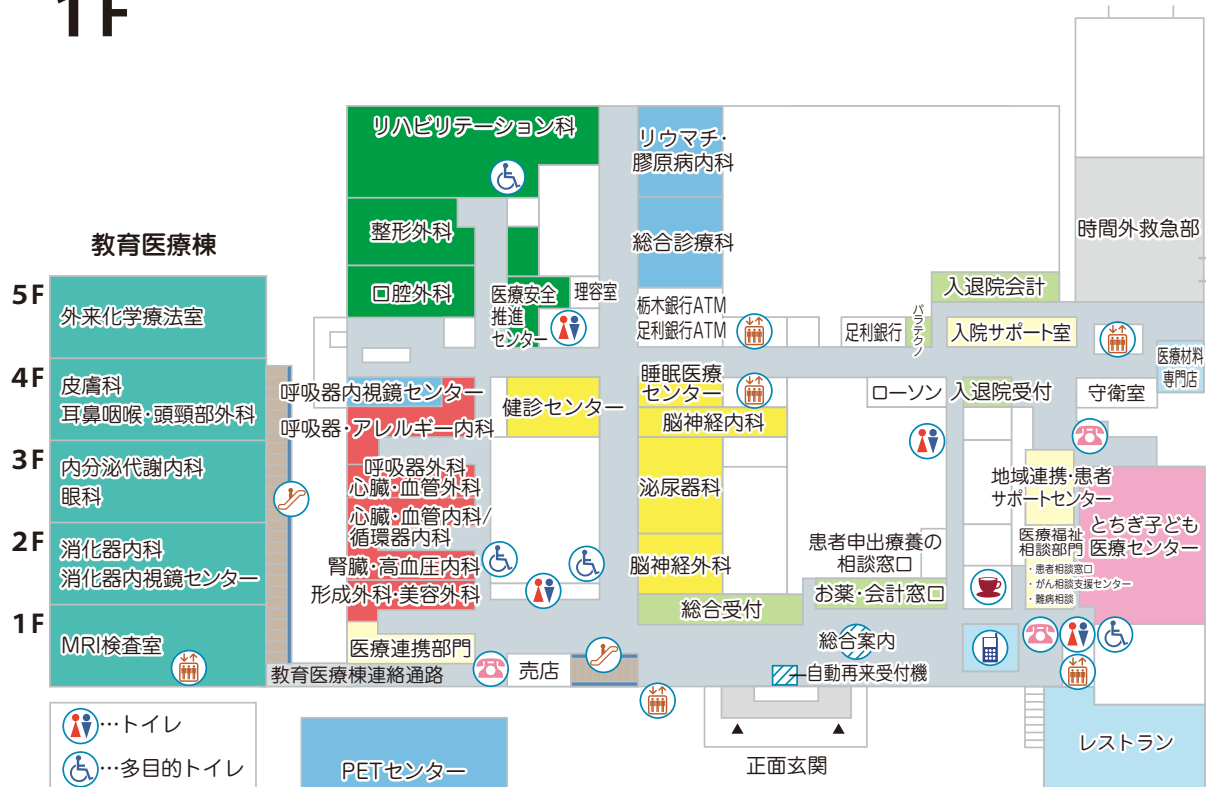 1F
教育医療棟
5F
外来化学療法室
4F
皮膚科
耳鼻咽喉・頭頸部外科
3F
内分泌代謝内科
眼科
2F
消化器内科
消化器内視鏡センター
1F
MRI検査室
…トイレ
…多目的トイレ
リハビリテーション科
整形外科
口腔外科
医療安全
推進
センター
理容室
リウマチ・
膠原病内科
総合診療科
栃木銀行ATM
足利銀行ATM
足利銀行
パラテクノ
入退院会計
入院サポート室
時間外救急部
医療材料
専門店
呼吸器内視鏡センター
呼吸器・アレルギー内科
呼吸器外科
心臓・血管外科
心臓・血管内科/
循環器内科
腎臓・高血圧内科
形成外科・美容外科
医療連携部門
教育医療棟連絡通路
健診センター
睡眠医療
センター
脳神経内科
泌尿器科
脳神経外科
総合受付
売店
ローソン
入退院受付
守衛室
地域連携・患者
サポートセンター
医療福祉
相談部門
・患者相談窓口
・がん相談支援センター
・難病相談
とちぎ子ども
医療センター
患者申出療養の
相談窓口
お薬・会計窓口
総合案内
自動再来受付機
PETセンター
正面玄関
レストラン